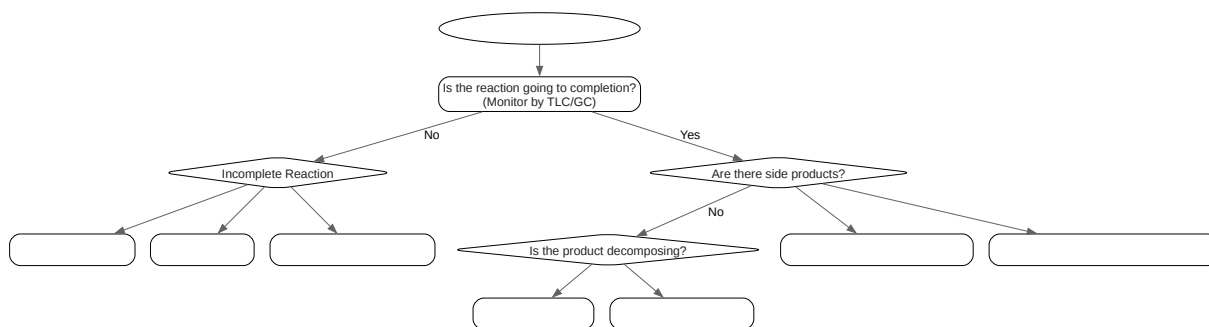 Is the reaction going to completion?
(Monitor by TLC/GC)
No
Yes
Incomplete Reaction
Are there side products?
No
Is the product decomposing?